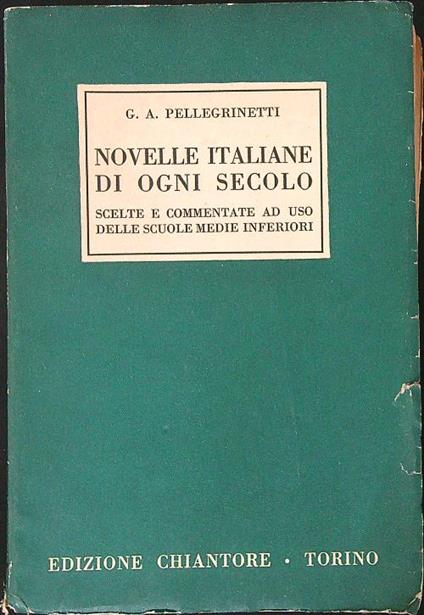 G. A. PELLEGRINETTI
NOVELLE ITALIANE
DI OGNI SECOLO
SCELTE E COMMENTATE AD USO
DELLE SCUOLE MEDIE INFERIORI
EDIZIONE CHIANTORE • TORINO